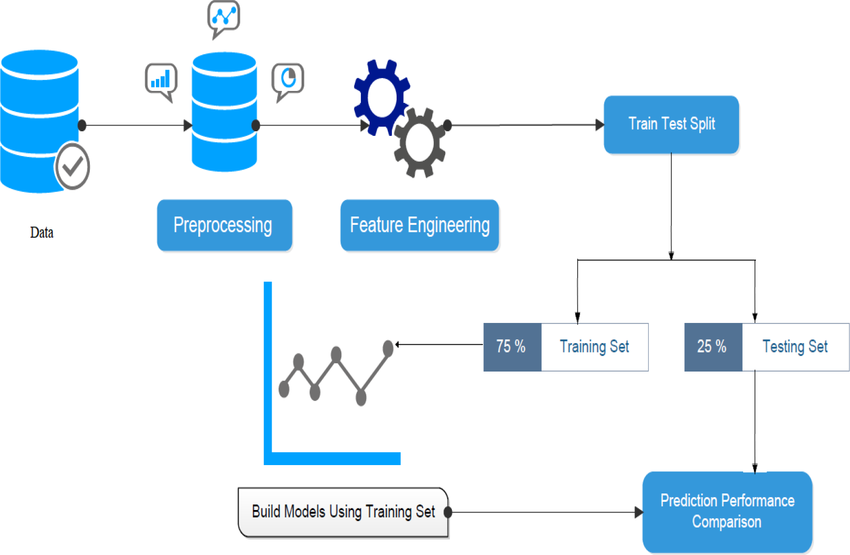 Train Test Split
Data
Preprocessing
Feature Engineering
75 %
Training Set
25 %
Testing Set
Build Models Using Training Set
Prediction Performance
Comparison